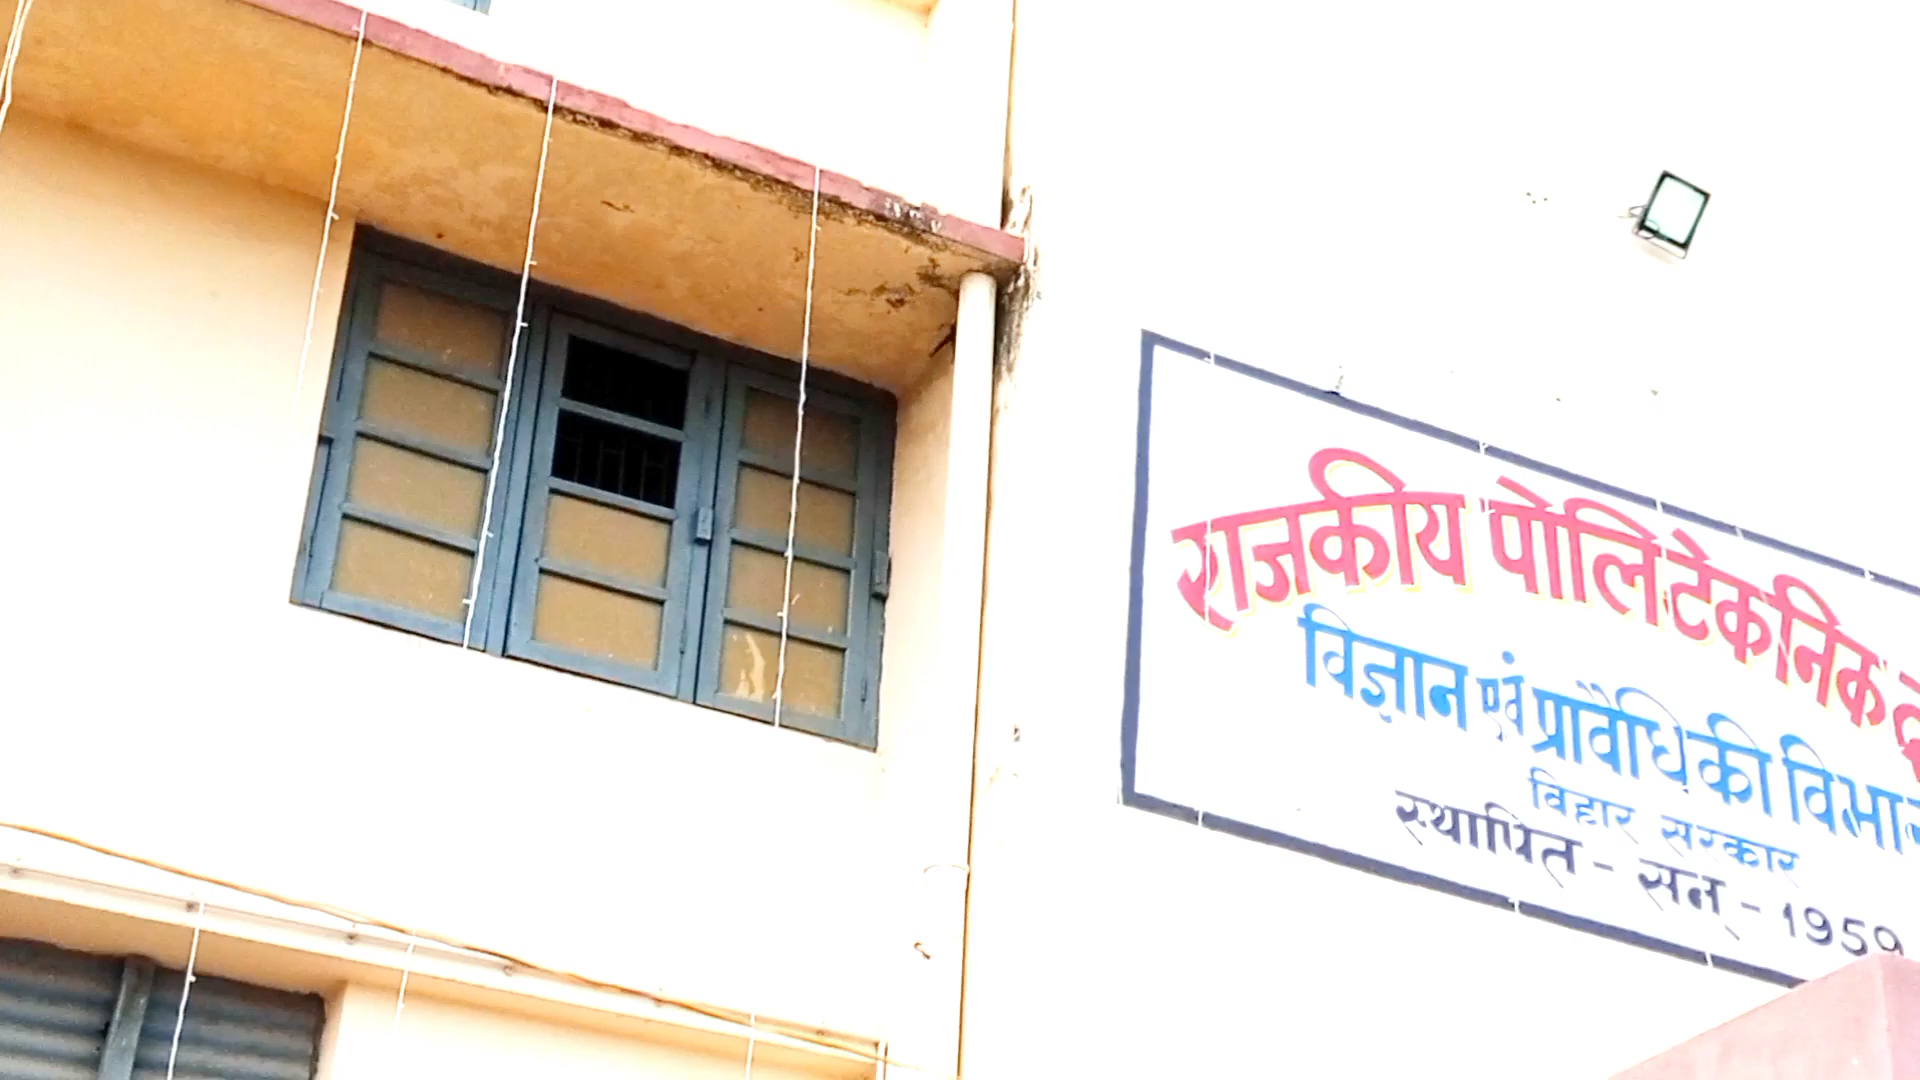 राजकीय पोलिटेकनिक
विज्ञान एवं प्रावैधिकी विभा
विहार सरकार
स्थापित - सन् - 1959